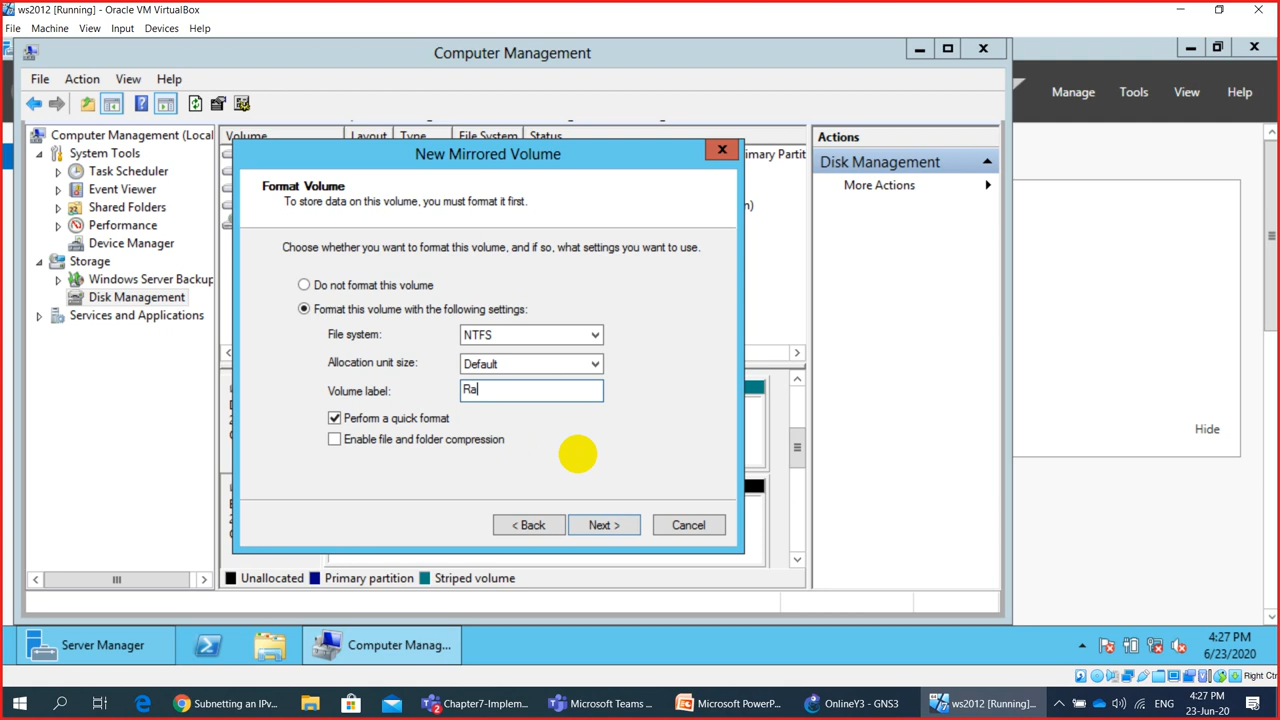 ws2012 [Running] - Oracle VM VirtualBox
File Machine View Input Devices Help
Computer Management
File Action View Help
Manage Tools View Help
Computer Management (Local
System Tools
Task Scheduler
Event Viewer
Shared Folders
Performance
Device Manager
Storage
Windows Server Backup
Disk Management
Services and Applications
Volume Layout Type File System Status
imary Partit
n)
Actions
Disk Management
More Actions
New Mirrored Volume
Format Volume
To store data on this volume, you must format it first.
Choose whether you want to format this volume, and if so, what settings you want to use.
Do not format this volume
Format this volume with the following settings:
File system: NTFS
Allocation unit size: Default
Volume label: Ra
Perform a quick format
Enable file and folder compression
< Back Next > Cancel
Hide
Unallocated Primary partition Striped volume
Server Manager
Computer Manag...
4:27 PM
6/23/2020
Right Ctrl
Subnetting an IPv...
Chapter7-Implem...
Microsoft Teams ...
Microsoft PowerP...
OnlineY3 - GNS3
ws2012 [Running]...
ENG
4:27 PM
23-Jun-20